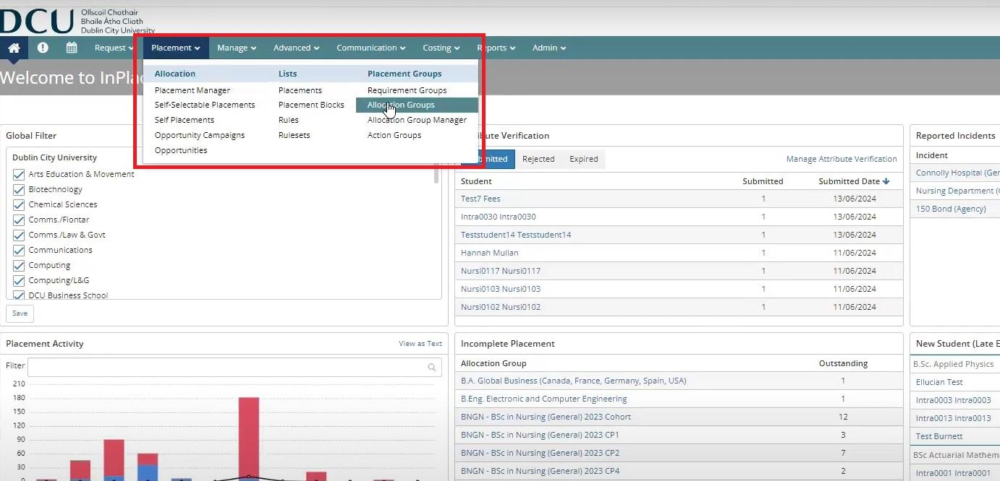 DCU
Ollscoil Chathair
Bhaile Átha Cliath
Dublin City University
Request
Placement
Manage
Advanced
Communication
Costing
Reports
Admin
Welcome to InPla
Allocation
Placement Manager
Self-Selectable Placements
Self Placements
Opportunity Campaigns
Opportunities
Lists
Placements
Placement Blocks
Rules
Rulesets
Placement Groups
Requirement Groups
Allocation Groups
Allocation Group Manager
Action Groups
Global Filter
Dublin City University
Arts Education & Movement
Biotechnology
Chemical Sciences
Comms./Fiontar
Comms./Law & Govt
Communications
Computing
Computing/L&G
DCU Business School
Save
ibute Verification
mitted Rejected Expired
Manage Attribute Verification
Student Submitted Submitted Date
Test7 Fees 1 13/06/2024
Intra0030 Intra0030 1 13/06/2024
Teststudent14 Teststudent14 1 13/06/2024
Hannah Mullan 1 11/06/2024
Nursi0117 Nursi0117 1 11/06/2024
Nursi0103 Nursi0103 1 11/06/2024
Nursi0102 Nursi0102 1 11/06/2024
Reported Incidents
Incident
Connolly Hospital (Ger
Nursing Department (
150 Bond (Agency)
Placement Activity
View as Text
Filter
210
180
150
120
90
60
30
0
Incomplete Placement
Allocation Group Outstanding
B.A. Global Business (Canada, France, Germany, Spain, USA) 1
B.Eng. Electronic and Computer Engineering 1
BNGN - BSc in Nursing (General) 2023 Cohort 12
BNGN - BSc in Nursing (General) 2023 CP1 3
BNGN - BSc in Nursing (General) 2023 CP2 7
BNGN - BSc in Nursing (General) 2023 CP4 2
New Student (Late E
B.Sc. Applied Physics
Ellucian Test
Intra0003 Intra0003
Intra0013 Intra0013
Test Burnett
BSc Actuarial Mathem
Intra0001 Intra0001